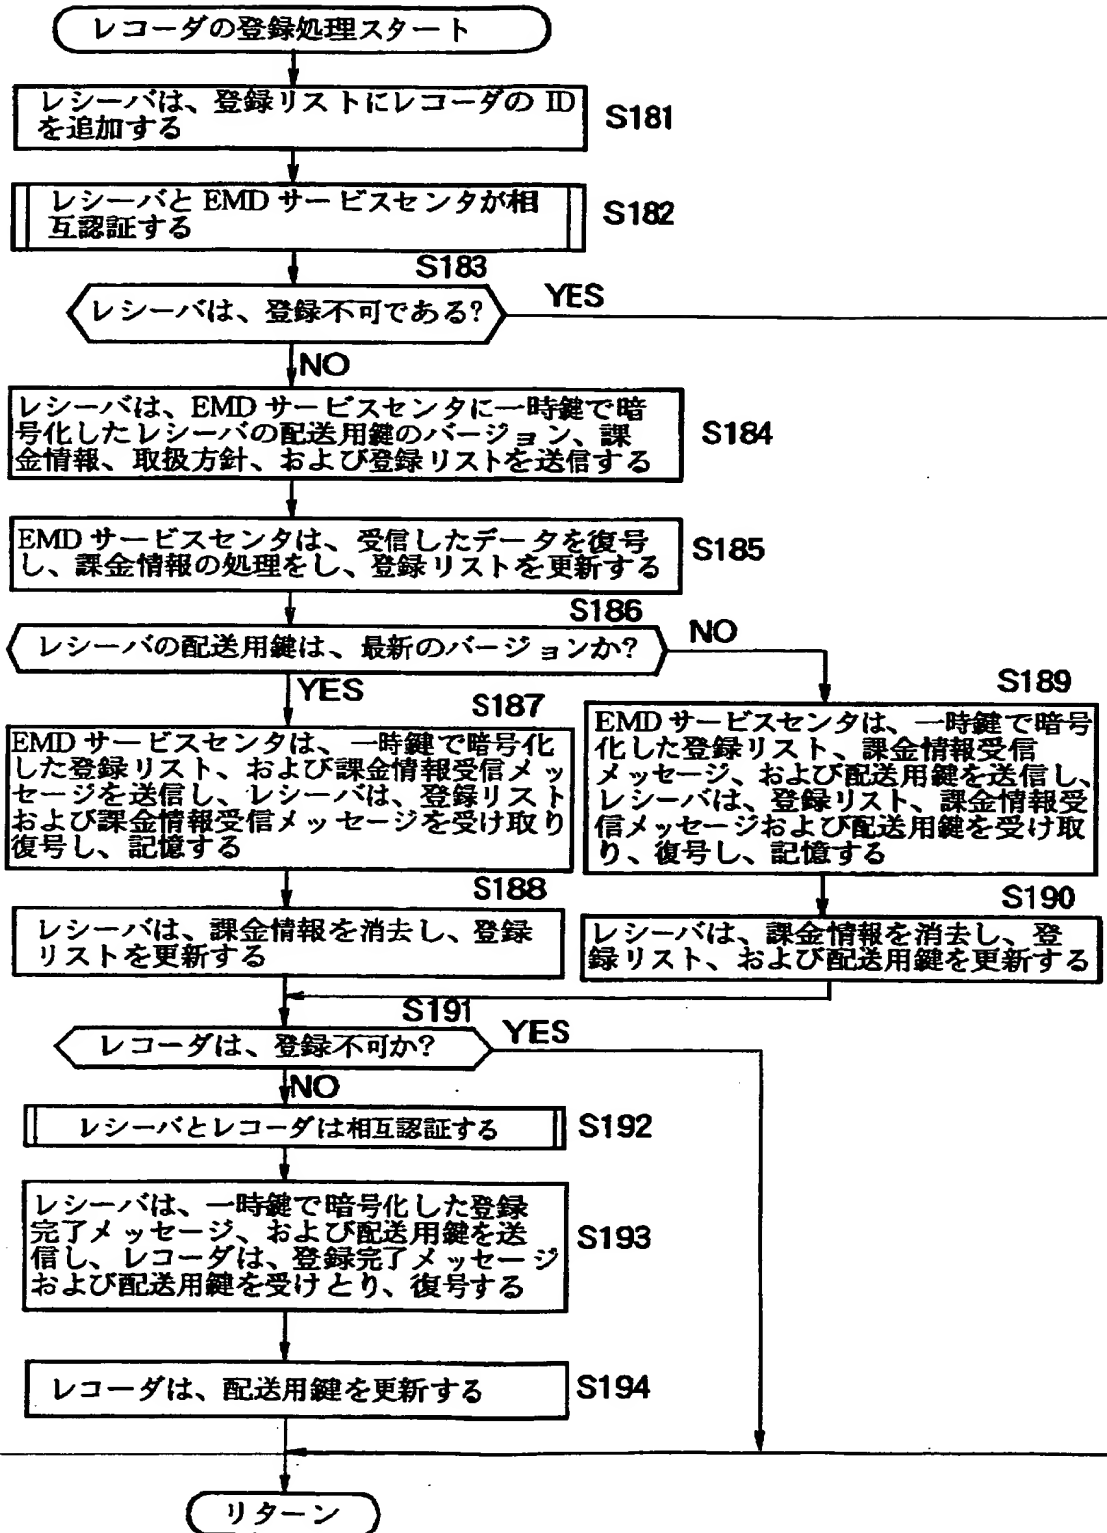 レコーダの登録処理スタート
レシーバは、登録リストにレコーダの ID
を追加する
S181
レシーバと EMD サービスセンタが相
互認証する
S182
S183
レシーバは、登録不可である?
YES
NO
レシーバは、EMD サービスセンタに一時鍵で暗
号化したレシーバの配送用鍵のバージョン、課
金情報、取扱方針、および登録リストを送信する
S184
EMD サービスセンタは、受信したデータを復号
し、課金情報の処理をし、登録リストを更新する
S185
S186
レシーバの配送用鍵は、最新のバージョンか?
NO
YES
S187
EMD サービスセンタは、一時鍵で暗号化
した登録リスト、および課金情報受信メッ
セージを送信し、レシーバは、登録リスト
および課金情報受信メッセージを受け取り
復号し、記憶する
S189
EMD サービスセンタは、一時鍵で暗号
化した登録リスト、課金情報受信
メッセージ、および配送用鍵を送信し、
レシーバは、登録リスト、課金情報受
信メッセージおよび配送用鍵を受け取
り、復号し、記憶する
S188
レシーバは、課金情報を消去し、登録
リストを更新する
S190
レシーバは、課金情報を消去し、登
録リスト、および配送用鍵を更新する
S191
レコーダは、登録不可か?
YES
NO
レシーバとレコーダは相互認証する
S192
レシーバは、一時鍵で暗号化した登録
完了メッセージ、および配送用鍵を送
信し、レコーダは、登録完了メッセージ
および配送用鍵を受けとり、復号する
S193
レコーダは、配送用鍵を更新する
S194
リターン